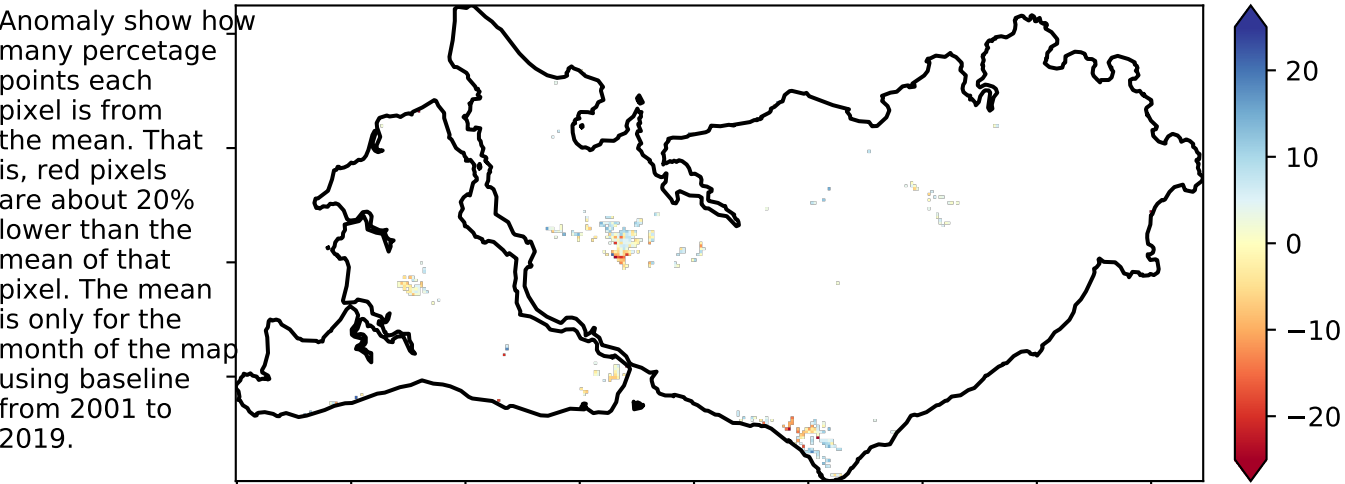 Anomaly show how
many percetage
points each
pixel is from
the mean. That
is, red pixels
are about 20%
lower than the
mean of that
pixel. The mean
is only for the
month of the map
using baseline
from 2001 to
2019.
20
10
0
−10
−20